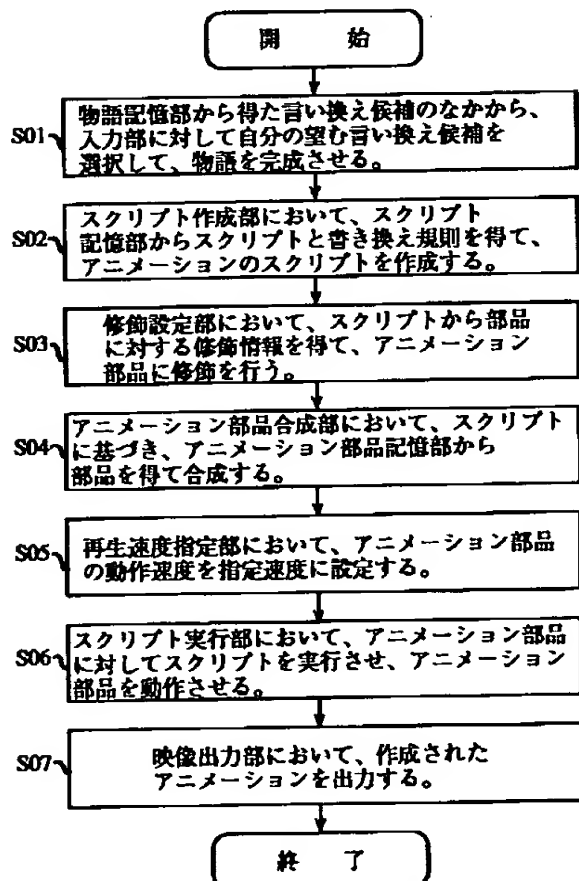 開 始
S01
物語記憶部から得た言い換え候補のなかから、
入力部に対して自分の望む言い換え候補を
選択して、物語を完成させる。
S02
スクリプト作成部において、スクリプト
記憶部からスクリプトと書き換え規則を得て、
アニメーションのスクリプトを作成する。
S03
修飾設定部において、スクリプトから部品
に対する修飾情報を得て、アニメーション
部品に修飾を行う。
S04
アニメーション部品合成部において、スクリプト
に基づき、アニメーション部品記憶部から
部品を得て合成する。
S05
再生速度指定部において、アニメーション部品
の動作速度を指定速度に設定する。
S06
スクリプト実行部において、アニメーション部品
に対してスクリプトを実行させ、アニメーション
部品を動作させる。
S07
映像出力部において、作成された
アニメーションを出力する。
終 了